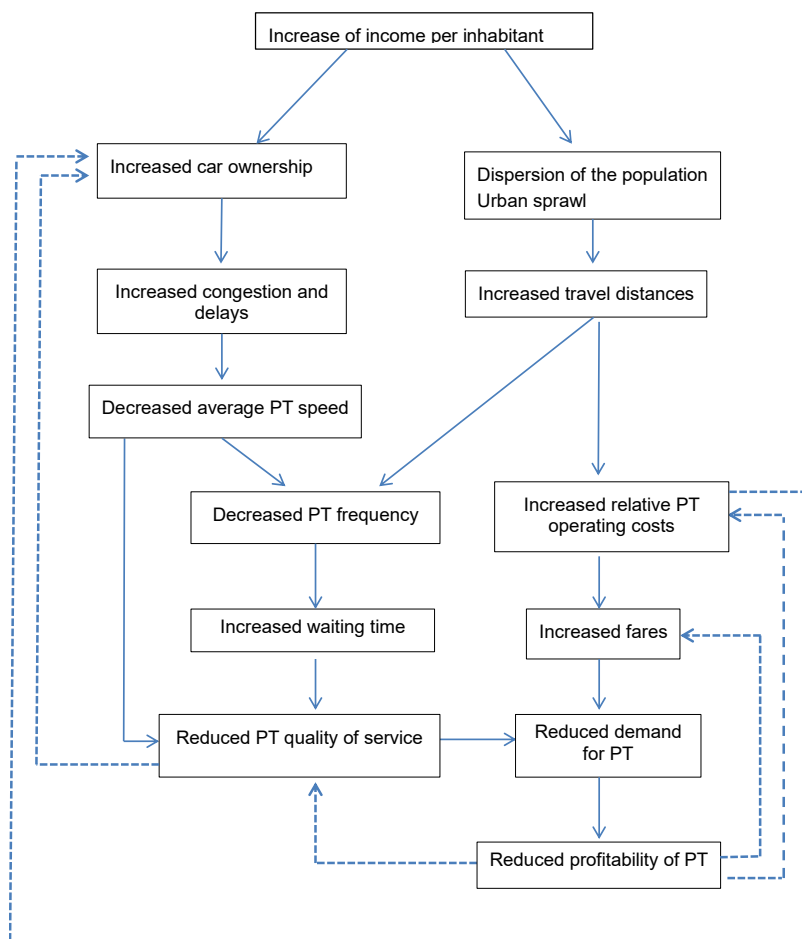 Increase of income per inhabitant
Increased car ownership
Dispersion of the population
Urban sprawl
Increased congestion and
delays
Increased travel distances
Decreased average PT speed
Decreased PT frequency
Increased relative PT
operating costs
Increased waiting time
Increased fares
Reduced PT quality of service
Reduced demand
for PT
Reduced profitability of PT